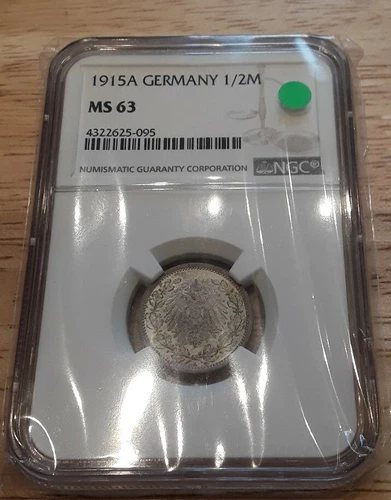 1915A GERMANY 1/2M
MS 63
4322625-095
NUMISMATIC GUARANTY CORPORATION NGC®